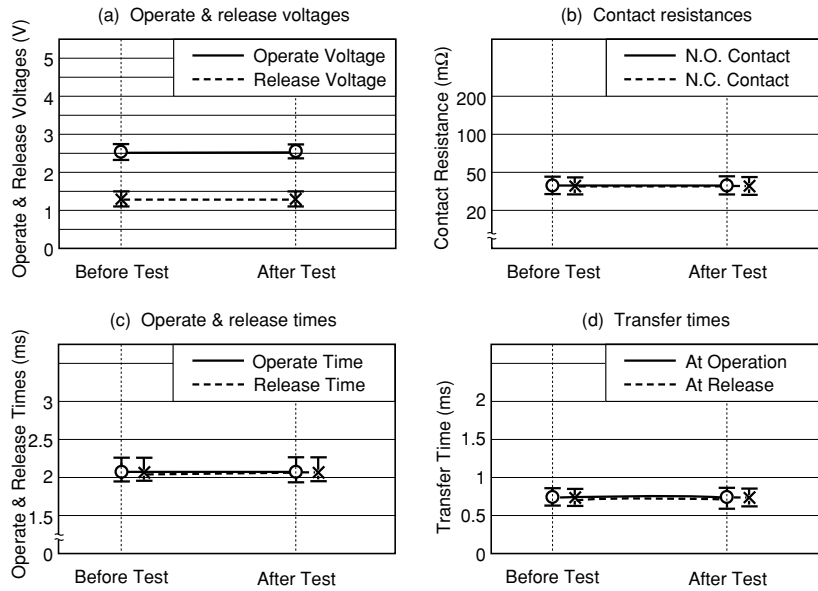 (a) Operate & release voltages
Operate & Release Voltages (V)
5
4
3
2
1
0
Operate Voltage
Release Voltage
Before Test
After Test
(b) Contact resistances
Contact Resistance (mΩ)
200
100
50
20
N.O. Contact
N.C. Contact
Before Test
After Test
(c) Operate & release times
Operate & Release Times (ms)
3
2.5
2
1.5
0
Operate Time
Release Time
Before Test
After Test
(d) Transfer times
Transfer Time (ms)
2
1
0.5
0
At Operation
At Release
Before Test
After Test